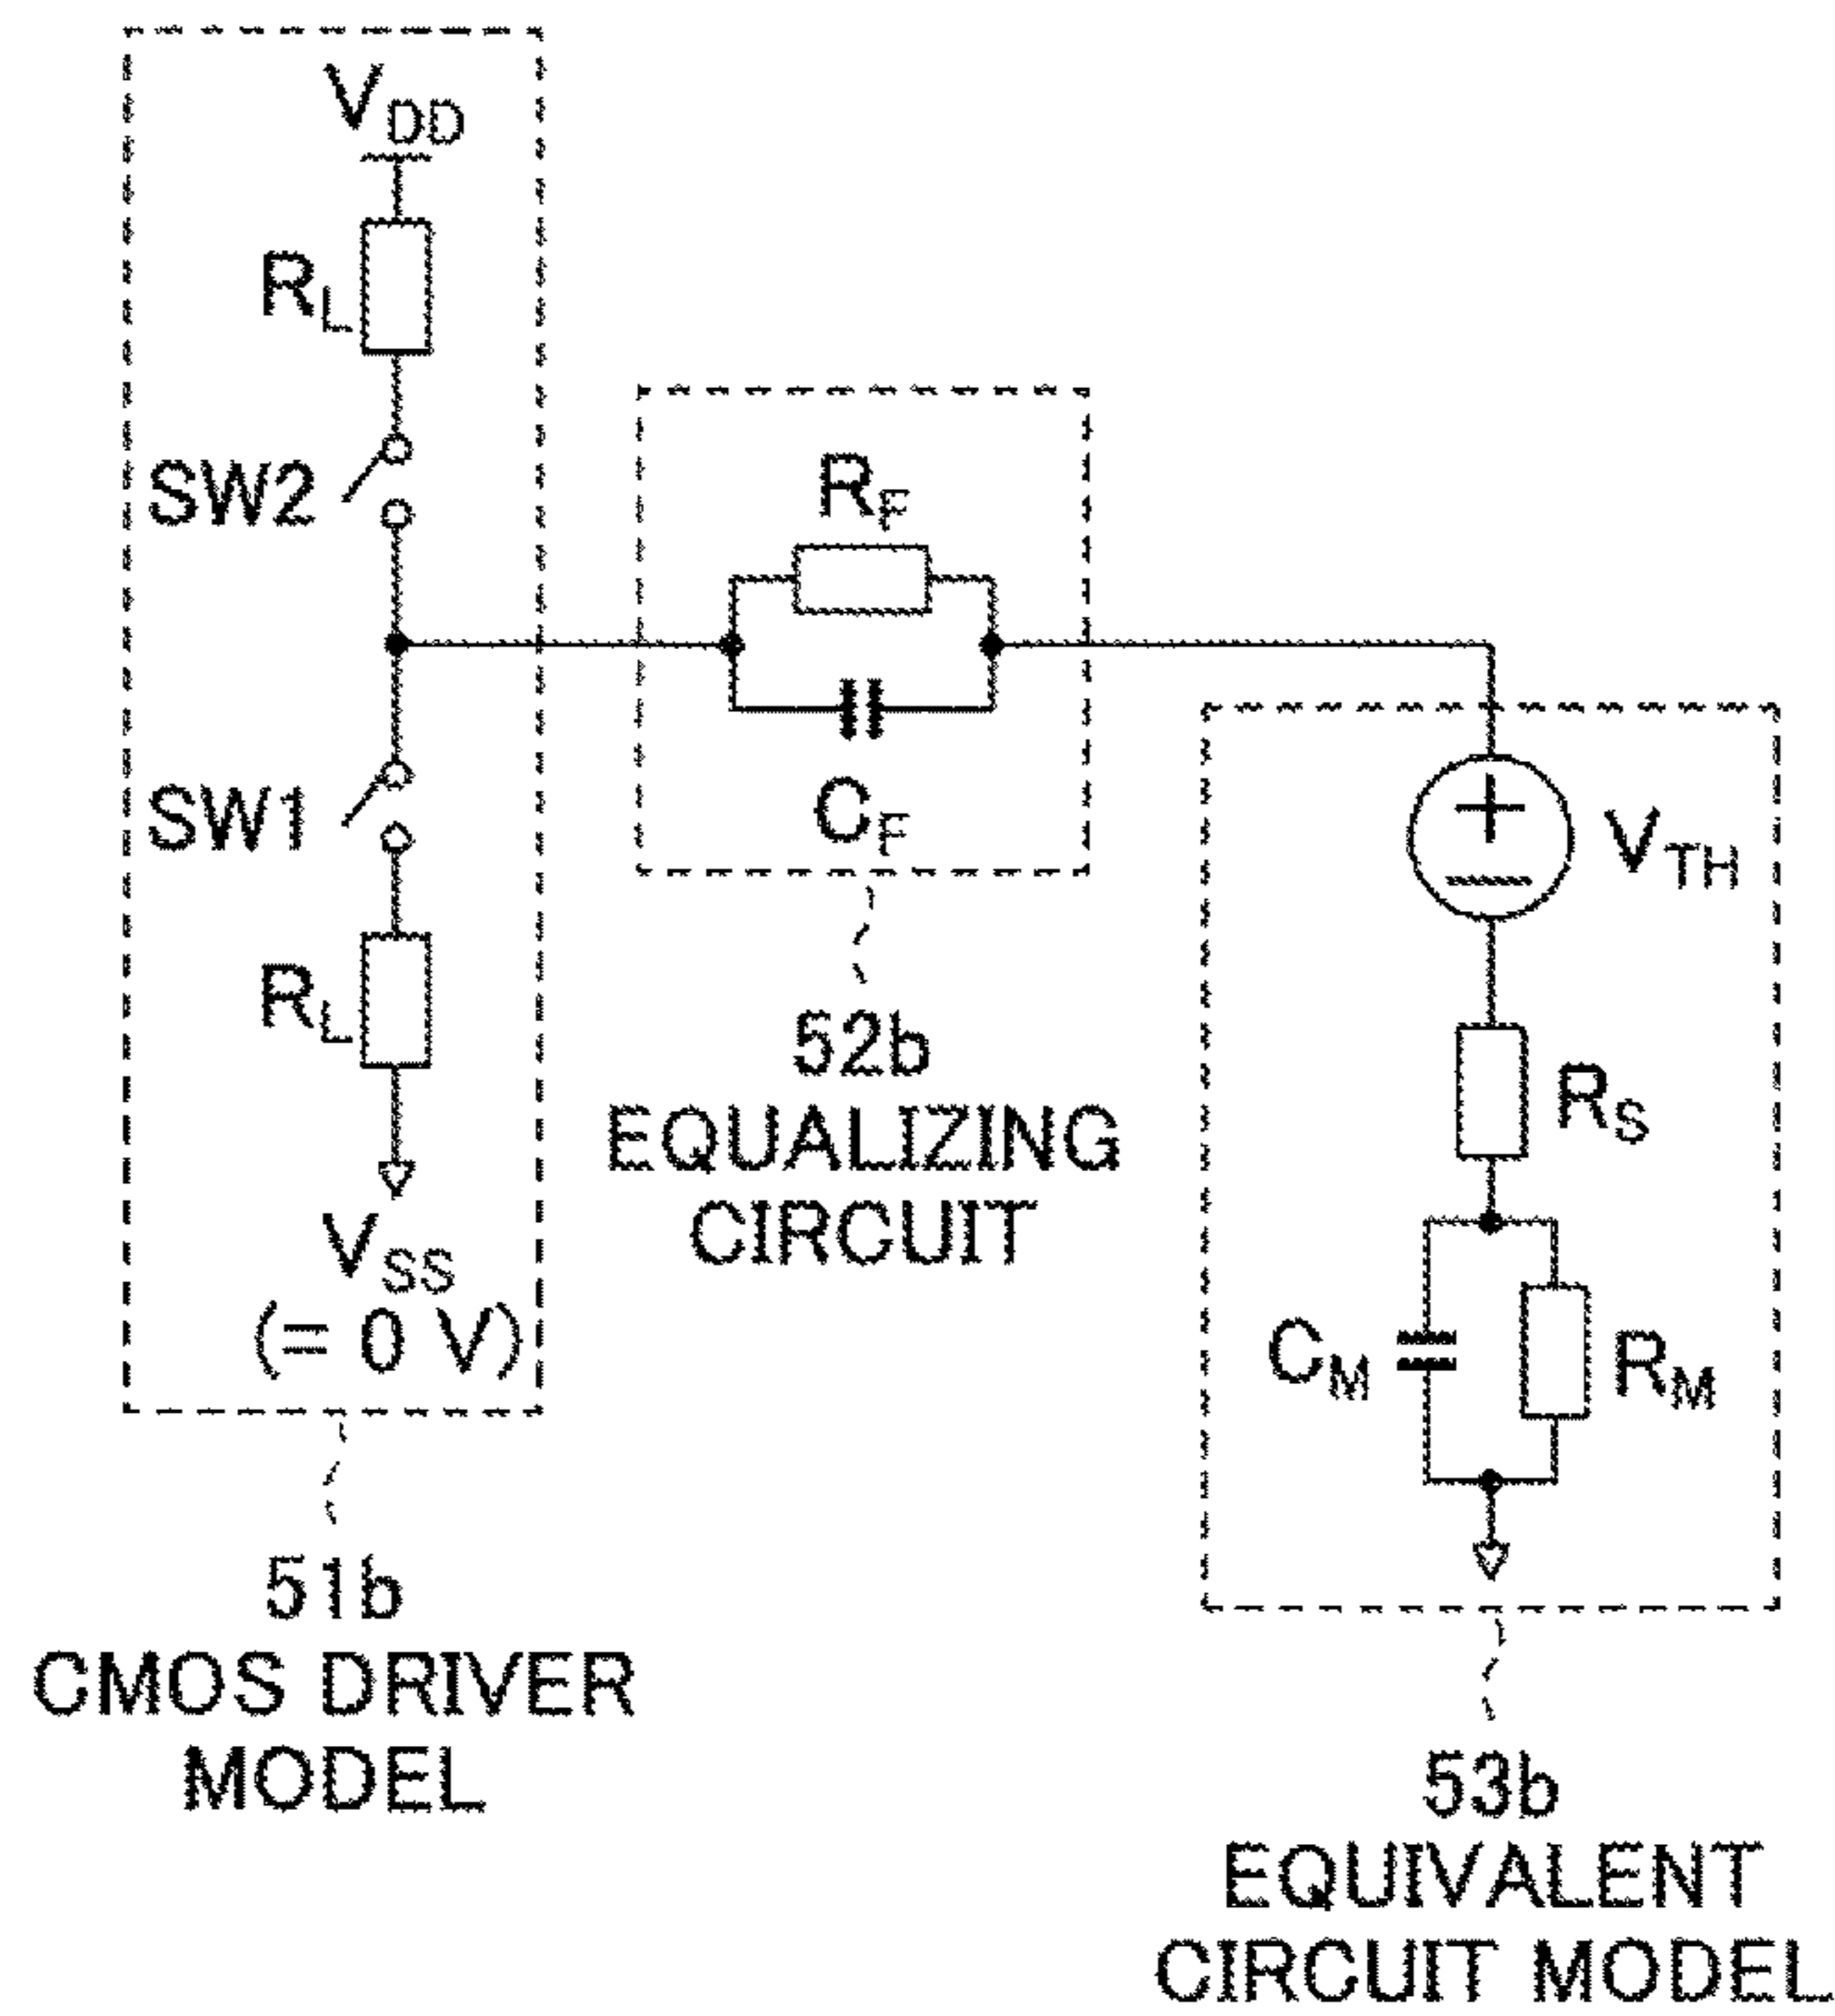 VDD
RL
SW2
SW1
RL
VSS
(= 0 V)
51b
CMOS DRIVER
MODEL
RF
CF
52b
EQUALIZING
CIRCUIT
VTH
RS
CM
RM
53b
EQUIVALENT
CIRCUIT MODEL